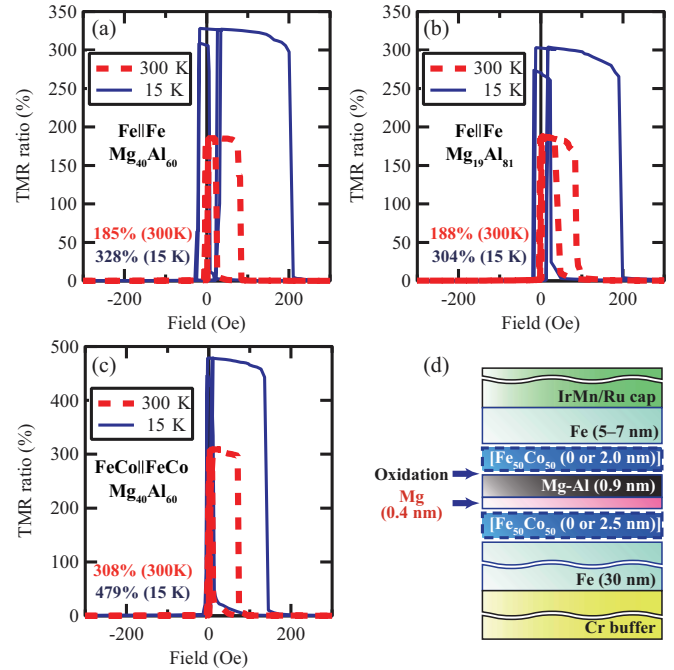 (a)
TMR ratio (%)
350
300
250
200
150
100
50
0
300 K
15 K
Fe||Fe
Mg40Al60
185% (300K)
328% (15 K)
-200
0
200
Field (Oe)
(b)
TMR ratio (%)
350
300
250
200
150
100
50
0
300 K
15 K
Fe||Fe
Mg19Al81
188% (300K)
304% (15 K)
-200
0
200
Field (Oe)
(c)
TMR ratio (%)
500
400
300
200
100
0
300 K
15 K
FeCo||FeCo
Mg40Al60
308% (300K)
479% (15 K)
-200
0
200
Field (Oe)
(d)
IrMn/Ru cap
Fe (5–7 nm)
[Fe50Co50 (0 or 2.0 nm)]
Oxidation
Mg-Al (0.9 nm)
Mg
(0.4 nm)
[Fe50Co50 (0 or 2.5 nm)]
Fe (30 nm)
Cr buffer